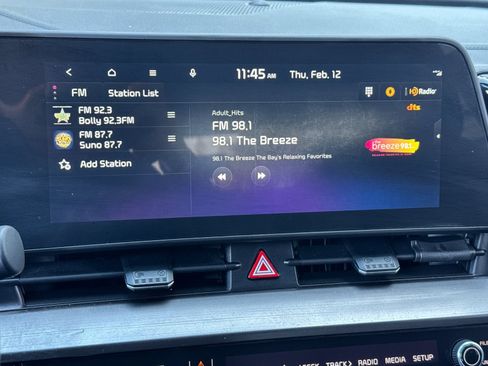 11:45 AM Thu, Feb. 12
FM Station List
HD Radio
dts
FM 92.3
Bolly 92.3FM
FM 87.7
Suno 87.7
Add Station
Adult_Hits
FM 98.1
98.1 The Breeze
98.1 The Breeze The Bay's Relaxing Favorites
the breeze 98.1
TRACK RADIO MEDIA SETUP